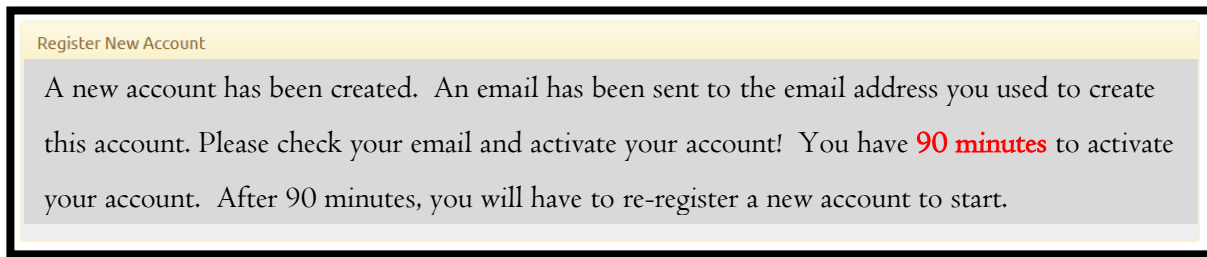 Register New Account
A new account has been created.  An email has been sent to the email address you used to create
this account. Please check your email and activate your account!  You have 90 minutes to activate
your account.  After 90 minutes, you will have to re-register a new account to start.